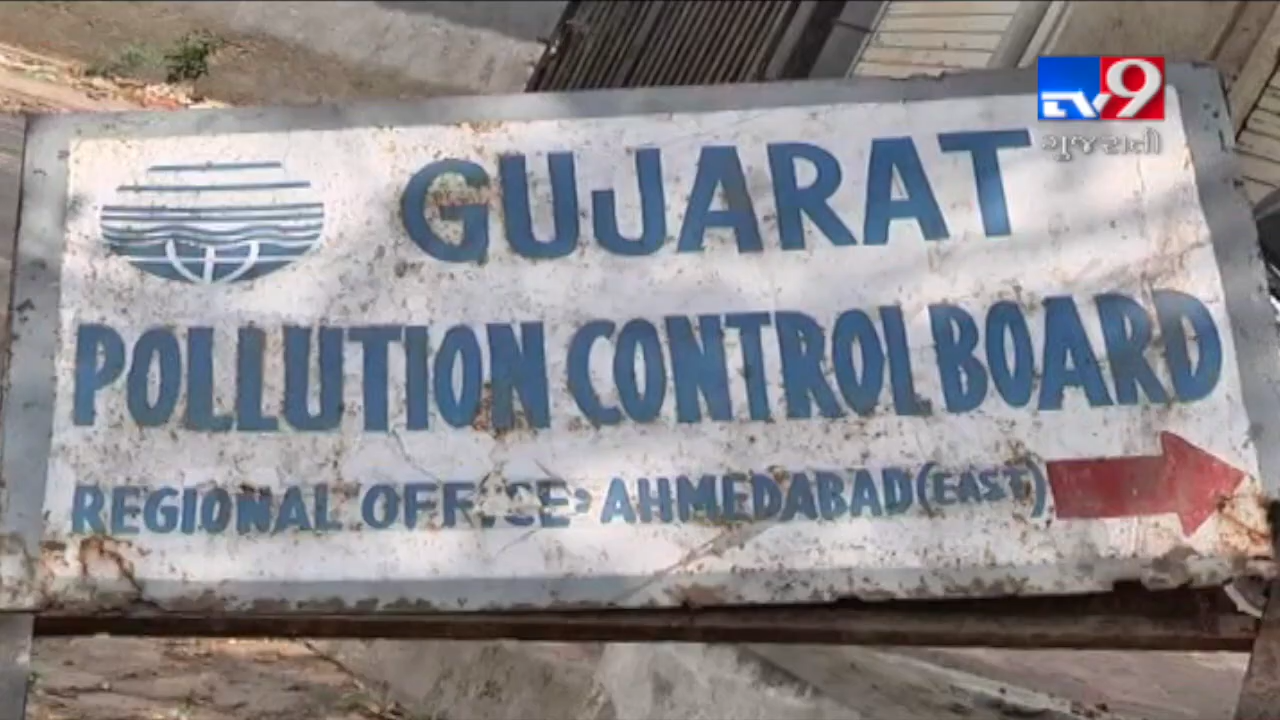 TV9
ગુજરાતી
GUJARAT
POLLUTION CONTROL BOARD
REGIONAL OFFICE: AHMEDABAD (EAST)